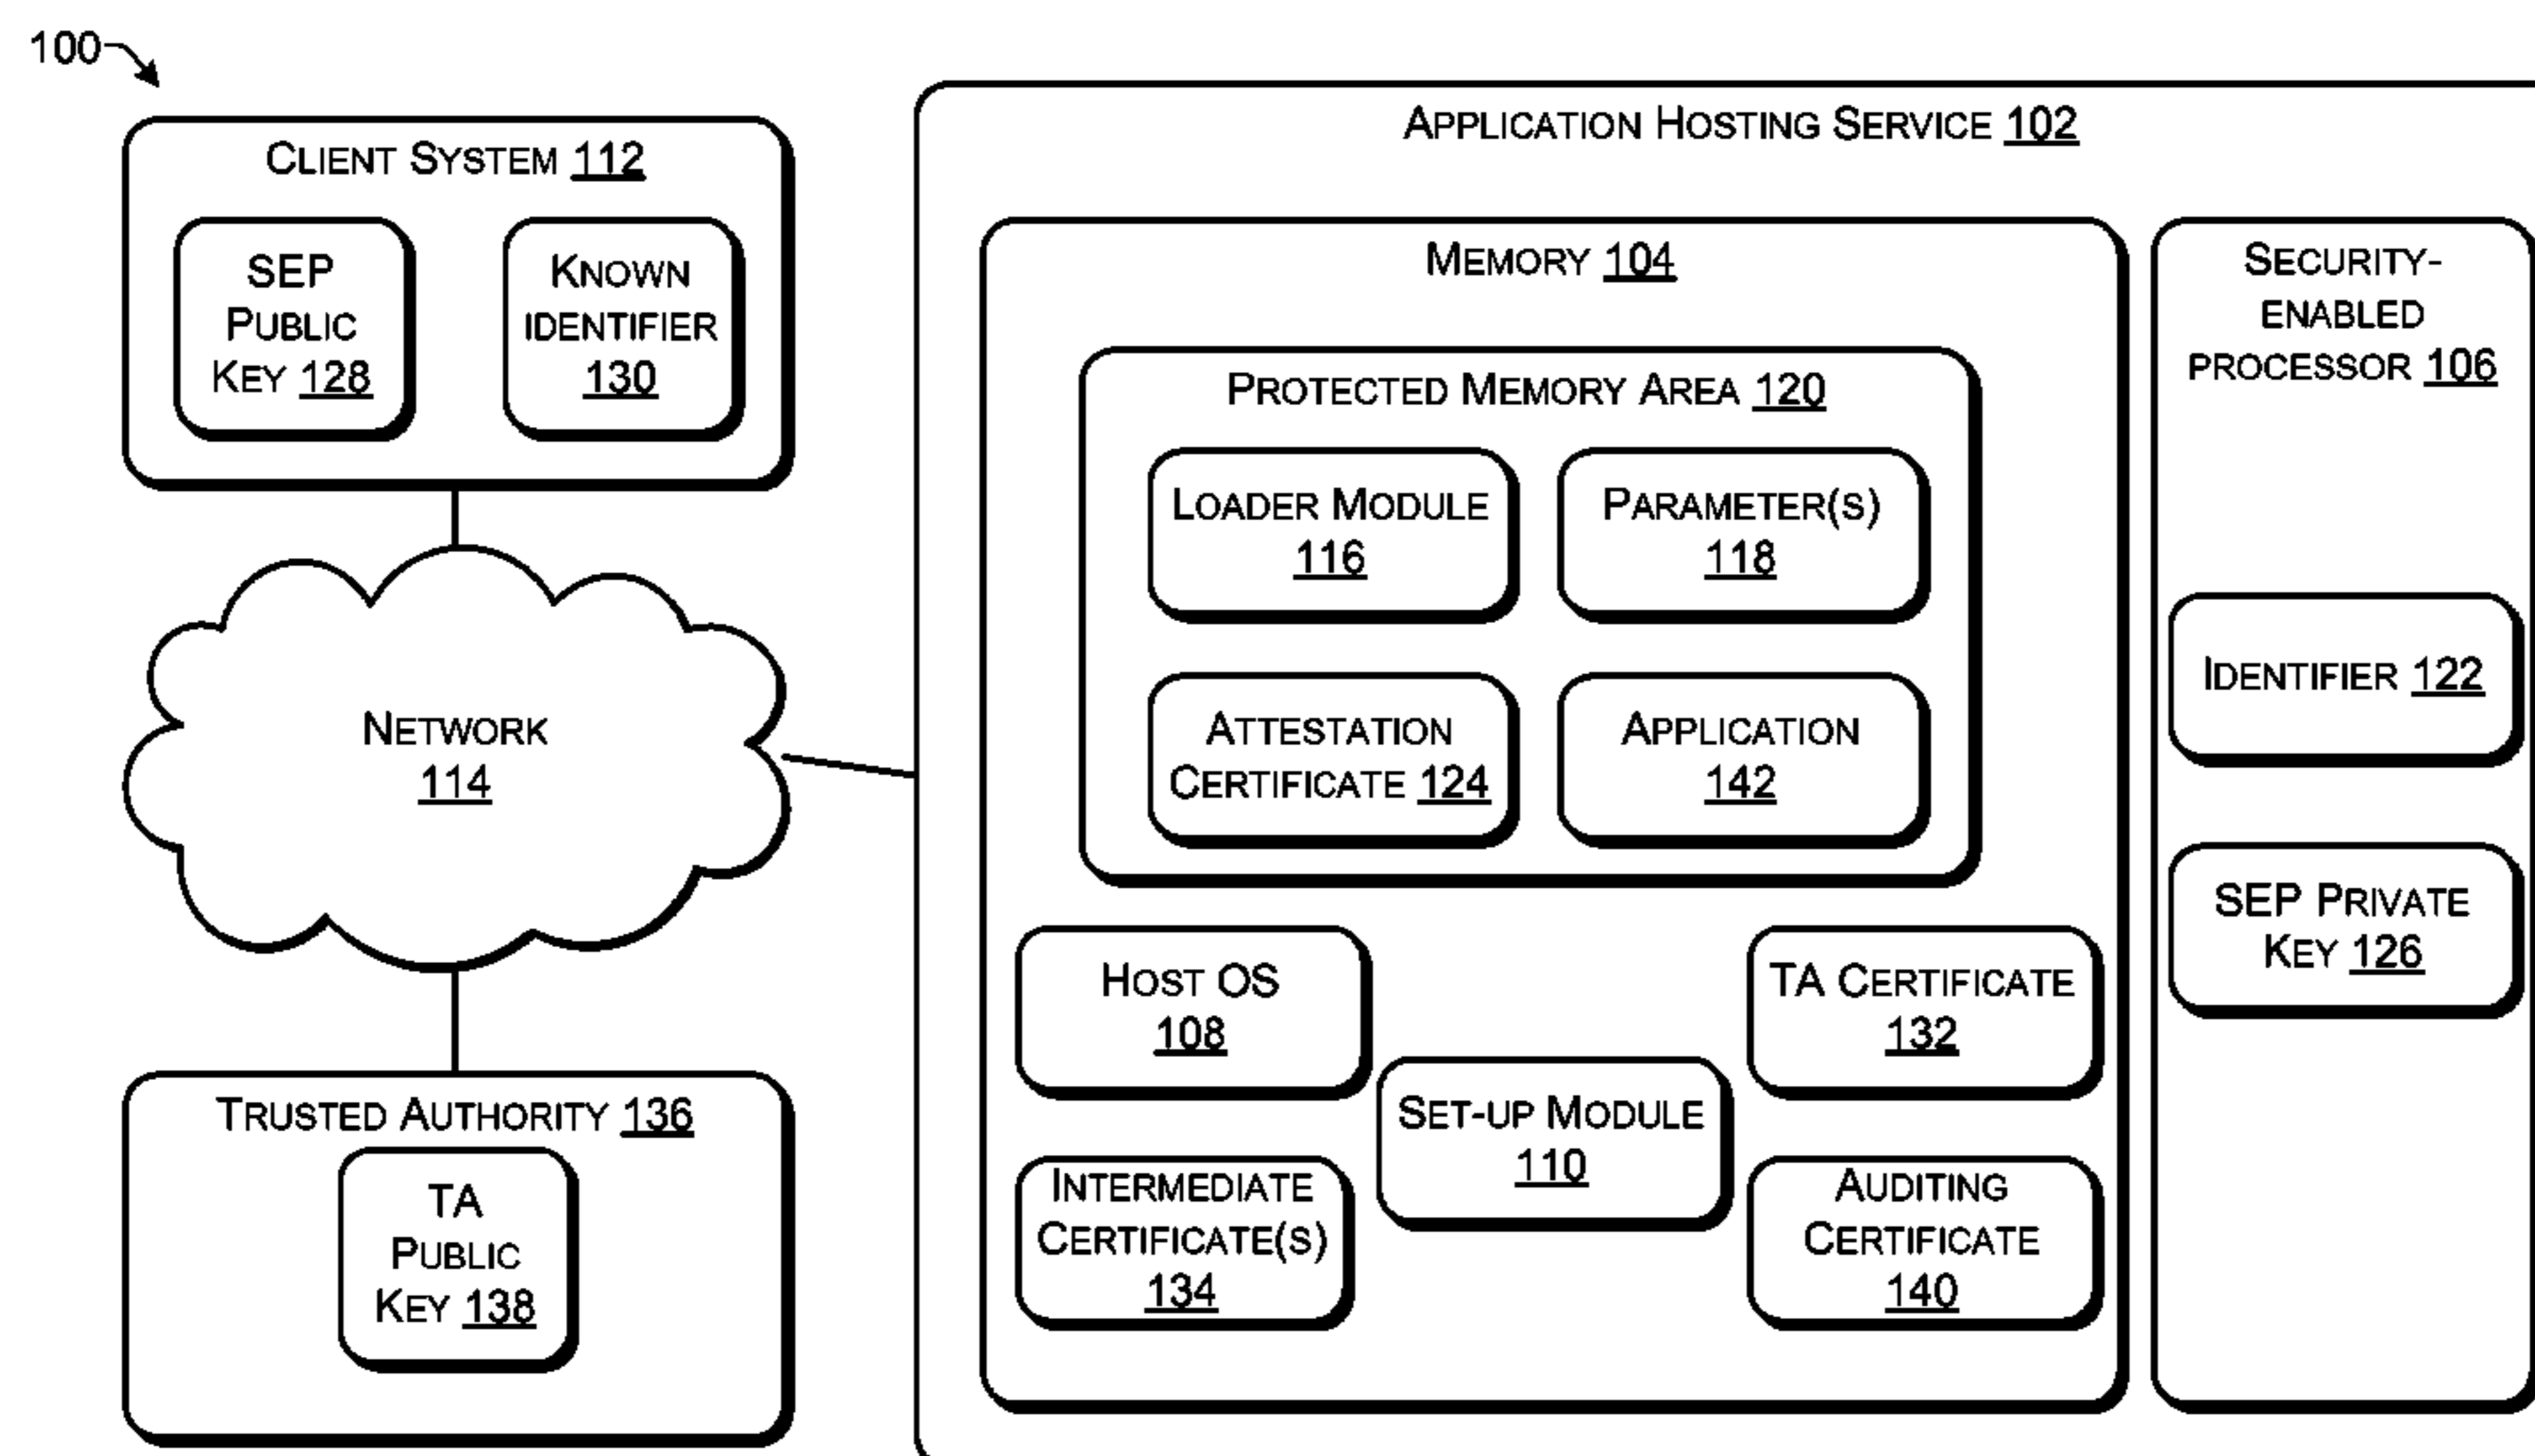 100
Client System 112
SEP
Public
Key 128
Known
identifier
130
Network
114
Trusted Authority 136
TA
Public
Key 138
Application Hosting Service 102
Memory 104
Protected Memory Area 120
Loader Module
116
Parameter(s)
118
Attestation
Certificate 124
Application
142
Host OS
108
TA Certificate
132
Set-up Module
110
Intermediate
Certificate(s)
134
Auditing
Certificate
140
Security-
enabled
processor 106
Identifier 122
SEP Private
Key 126